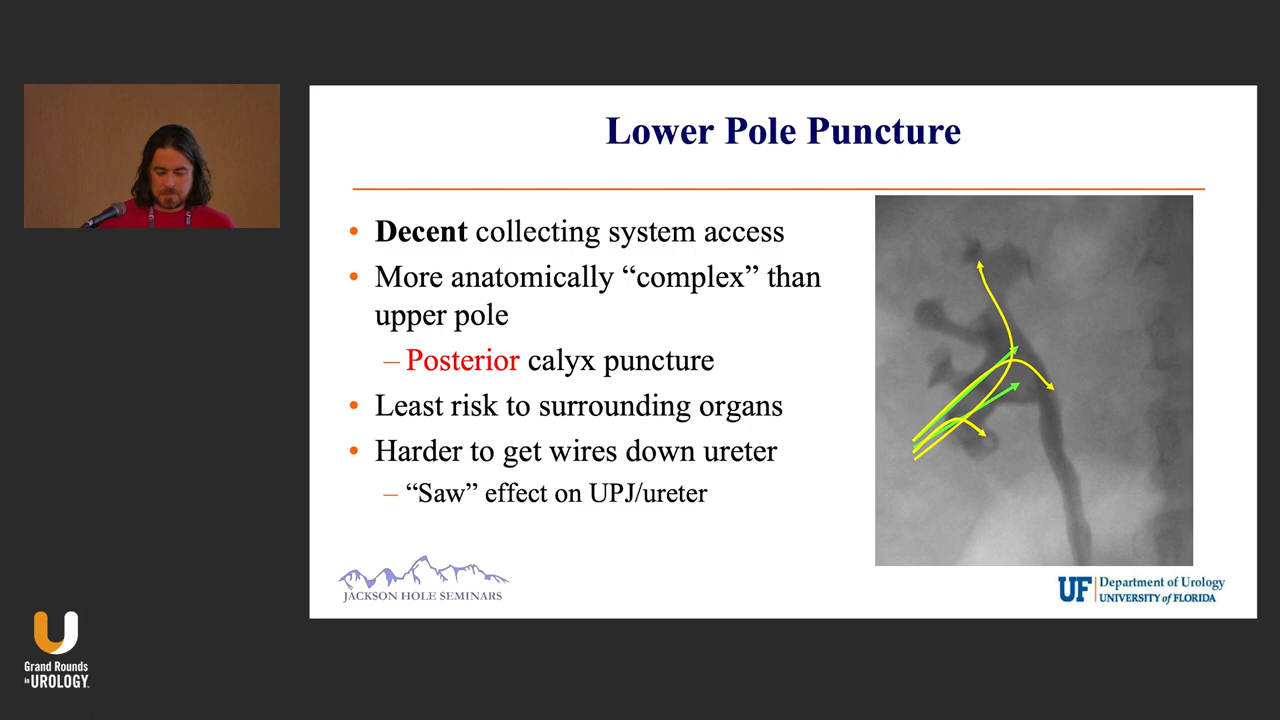 Lower Pole Puncture
• Decent collecting system access
• More anatomically “complex” than
upper pole
– Posterior calyx puncture
• Least risk to surrounding organs
• Harder to get wires down ureter
– “Saw” effect on UPJ/ureter
JACKSON HOLE SEMINARS
UF Department of Urology
UNIVERSITY of FLORIDA
Grand Rounds
in UROLOGY